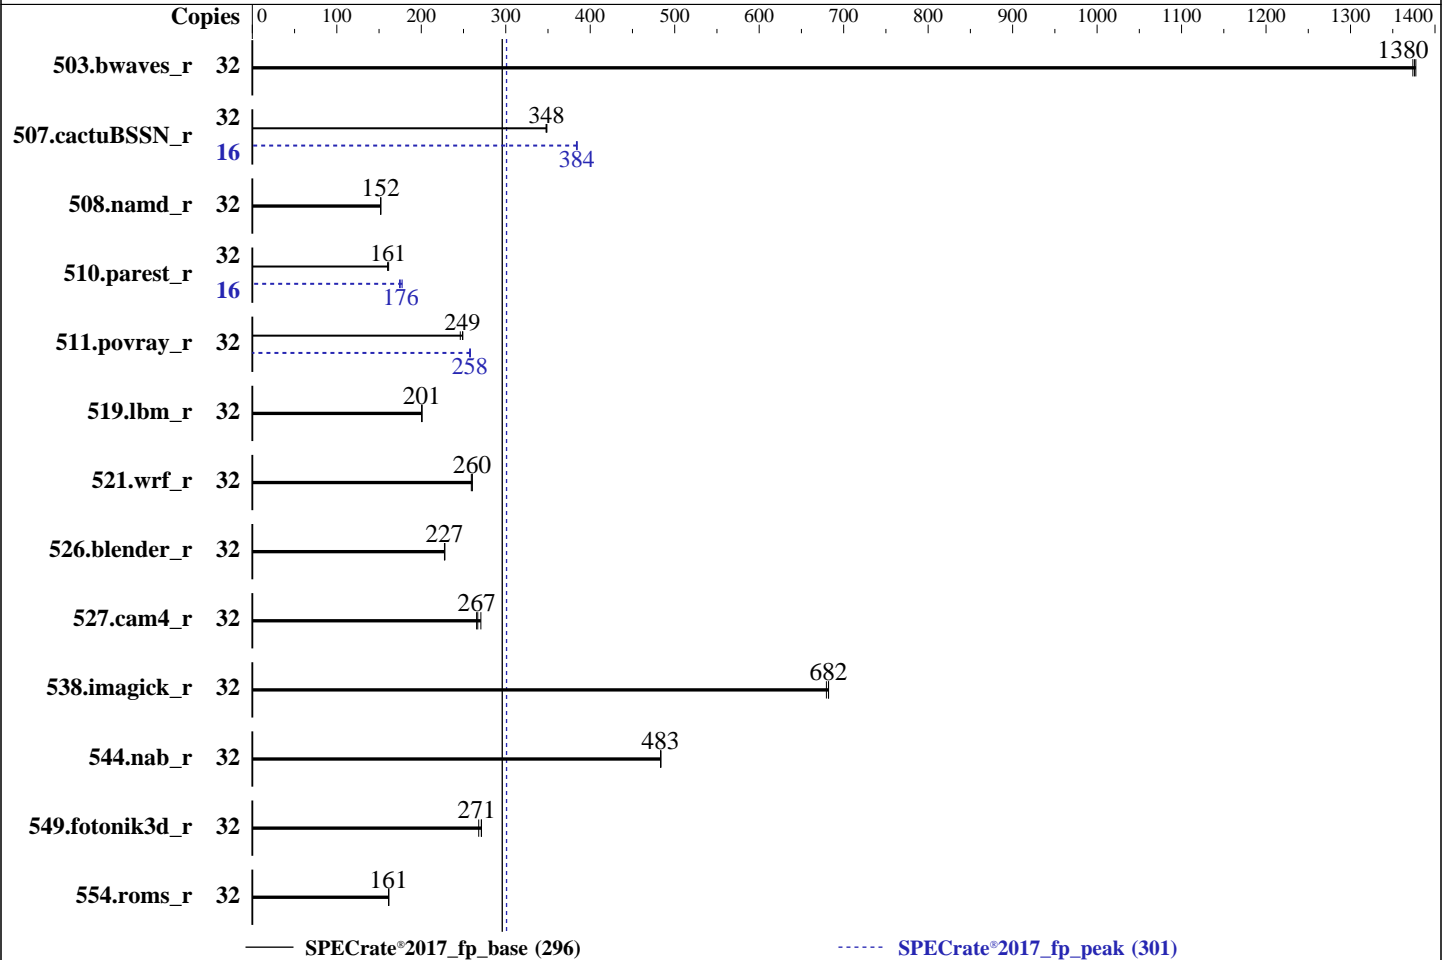 Copies 0 100 200 300 400 500 600 700 800 900 1000 1100 1200 1300 1400
503.bwaves_r 32 1380
507.cactuBSSN_r 32 348
16 384
508.namd_r 32 152
510.parest_r 32 161
16 176
511.povray_r 32 249
258
519.lbm_r 32 201
521.wrf_r 32 260
526.blender_r 32 227
527.cam4_r 32 267
538.imagick_r 32 682
544.nab_r 32 483
549.fotonik3d_r 32 271
554.roms_r 32 161
SPECrate®2017_fp_base (296) SPECrate®2017_fp_peak (301)